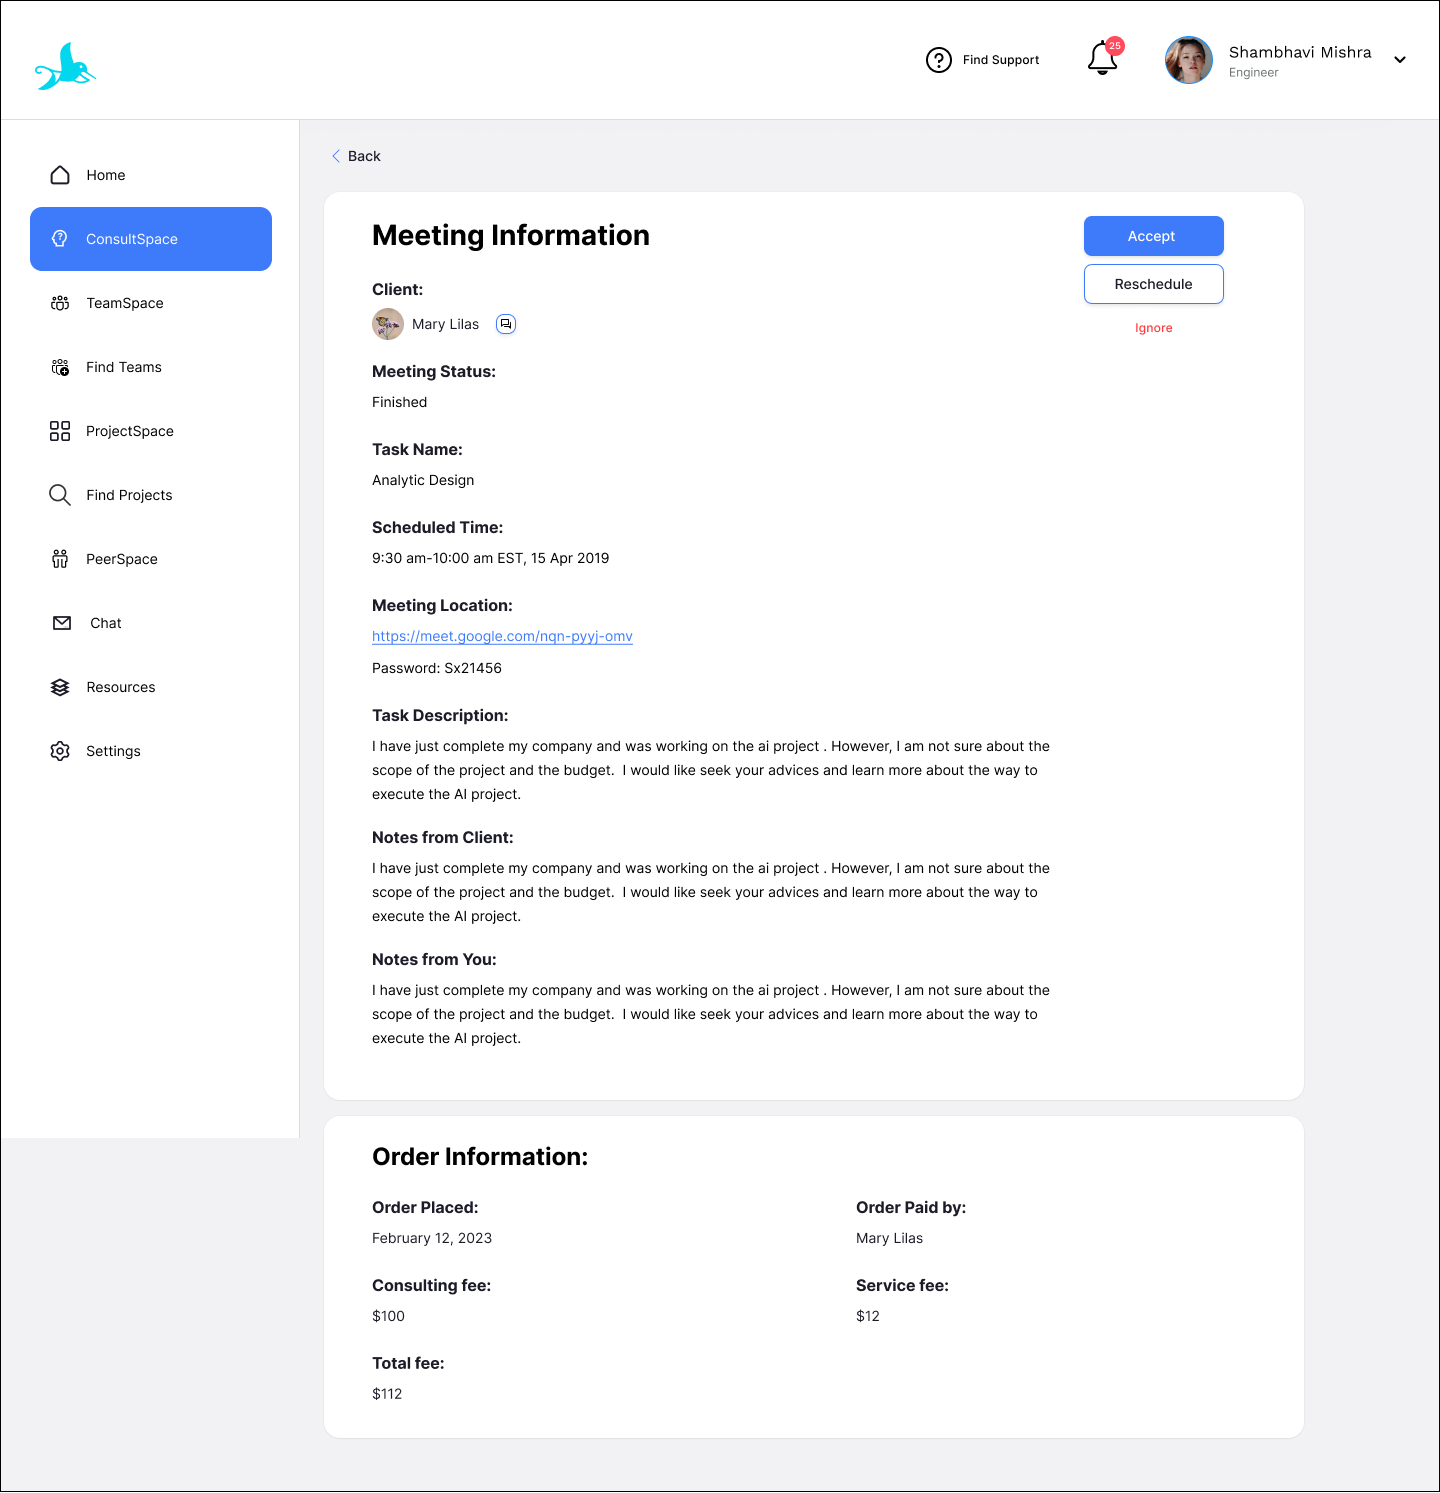 Find Support
25
Shambhavi Mishra
Engineer
Home
ConsultSpace
TeamSpace
Find Teams
ProjectSpace
Find Projects
PeerSpace
Chat
Resources
Settings
Back
Meeting Information
Accept
Reschedule
Ignore
Client:
Mary Lilas
Meeting Status:
Finished
Task Name:
Analytic Design
Scheduled Time:
9:30 am-10:00 am EST, 15 Apr 2019
Meeting Location:
https://meet.google.com/nqn-pyyj-omv
Password: Sx21456
Task Description:
I have just complete my company and was working on the ai project . However, I am not sure about the
scope of the project and the budget.  I would like seek your advices and learn more about the way to
execute the AI project.
Notes from Client:
I have just complete my company and was working on the ai project . However, I am not sure about the
scope of the project and the budget.  I would like seek your advices and learn more about the way to
execute the AI project.
Notes from You:
I have just complete my company and was working on the ai project . However, I am not sure about the
scope of the project and the budget.  I would like seek your advices and learn more about the way to
execute the AI project.
Order Information:
Order Placed:
February 12, 2023
Order Paid by:
Mary Lilas
Consulting fee:
$100
Service fee:
$12
Total fee:
$112